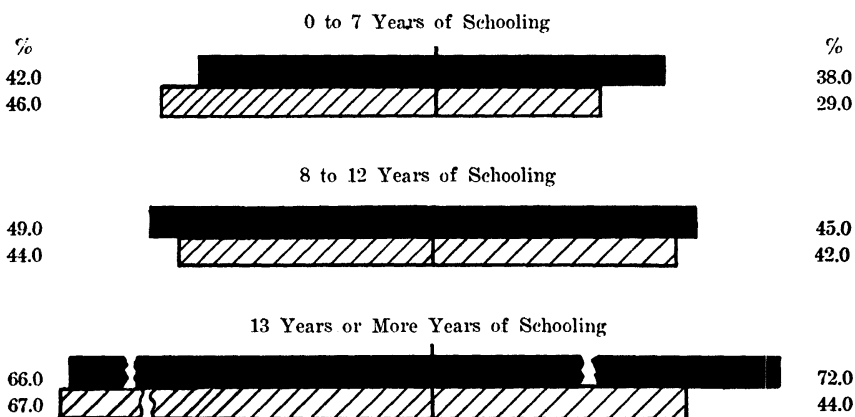 0 to 7 Years of Schooling
% %
42.0 38.0
46.0 29.0
8 to 12 Years of Schooling
49.0 45.0
44.0 42.0
13 Years or More Years of Schooling
66.0 72.0
67.0 44.0